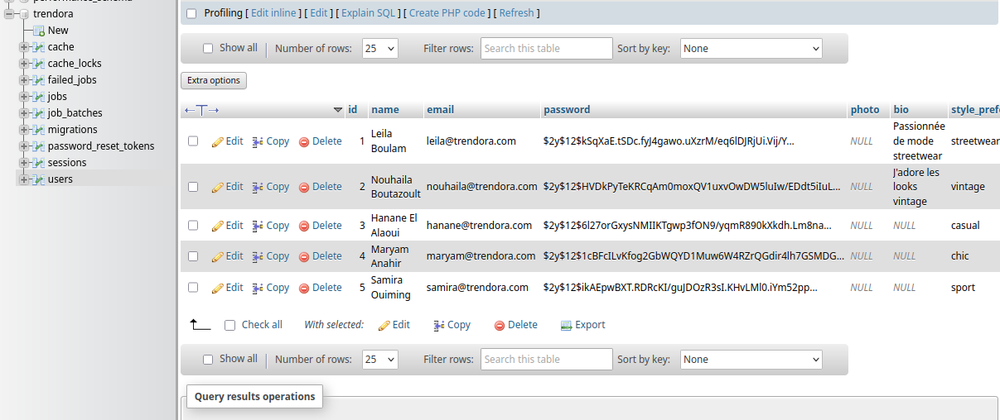 performance_schema
trendora
New
cache
cache_locks
failed_jobs
jobs
job_batches
migrations
password_reset_tokens
sessions
users
Profiling [ Edit inline ] [ Edit ] [ Explain SQL ] [ Create PHP code ] [ Refresh ]
Show all | Number of rows: 25 Filter rows: Search this table Sort by key: None
Extra options
id name email password photo bio style_prefe
Edit Copy Delete 1 Leila Boulam leila@trendora.com $2y$12$kSqXaE.tSDc.fyJ4gawo.uXzrM/eq6lDJRjUi.Vij/Y... NULL Passionnée de mode streetwear streetwear
Edit Copy Delete 2 Nouhaila Boutazoult nouhaila@trendora.com $2y$12$HVDkPyTeKRCqAm0moxQV1uxvOwDW5luIw/EDdt5iIuL... NULL J'adore les looks vintage vintage
Edit Copy Delete 3 Hanane El Alaoui hanane@trendora.com $2y$12$6l27orGxysNMIIKTgwp3fON9/yqmR890kXkdh.Lm8na... NULL NULL casual
Edit Copy Delete 4 Maryam Anahir maryam@trendora.com $2y$12$1cBFcILvKfog2GbWQYD1Muw6W4RZrQGdir4lh7GSMDG... NULL NULL chic
Edit Copy Delete 5 Samira Ouiming samira@trendora.com $2y$12$ikAEpwBXT.RDRcKI/guJDOzR3sI.KHvLMl0.iYm52pp... NULL NULL sport
Check all With selected: Edit Copy Delete Export
Show all | Number of rows: 25 Filter rows: Search this table Sort by key: None
Query results operations